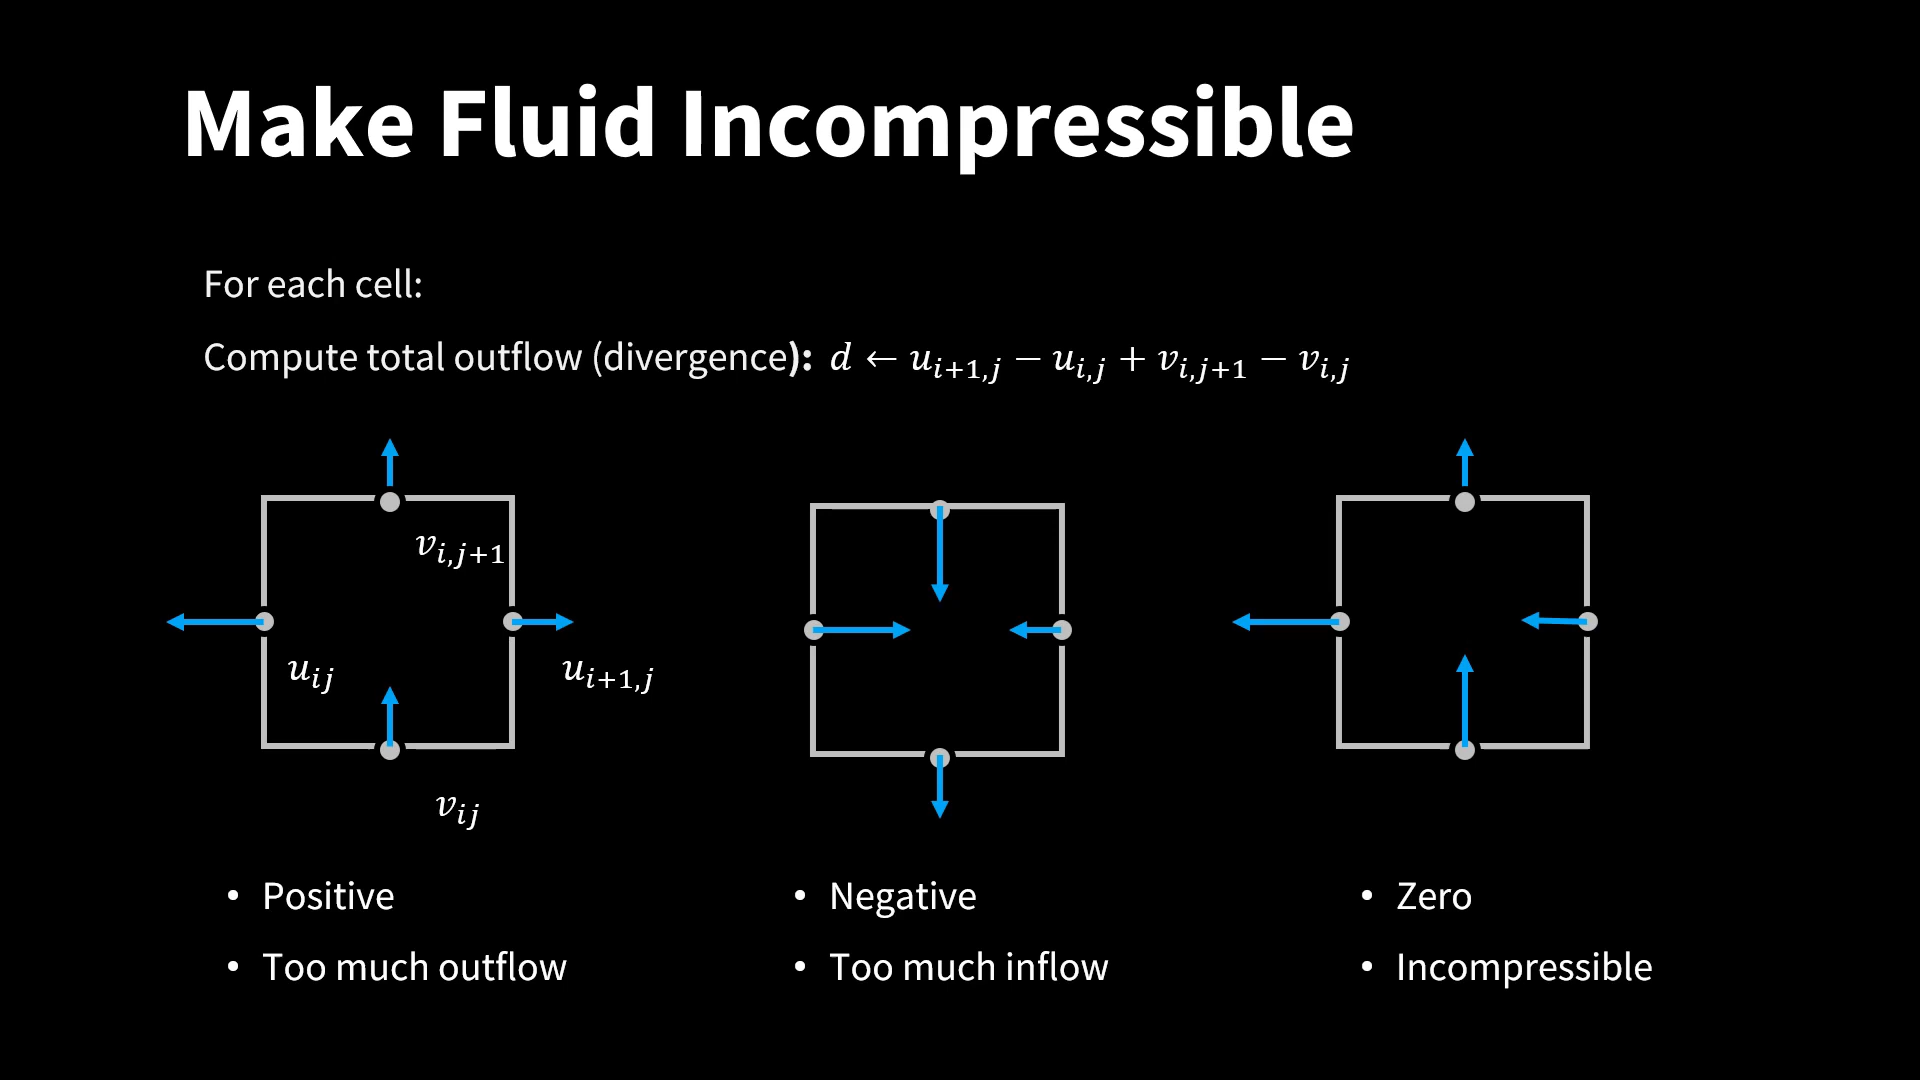 Make Fluid Incompressible
For each cell:
Compute total outflow (divergence): d ← u_{i+1,j} − u_{i,j} + v_{i,j+1} − v_{i,j}
v_{i,j+1}
u_{ij}
u_{i+1,j}
v_{ij}
• Positive
• Too much outflow
• Negative
• Too much inflow
• Zero
• Incompressible